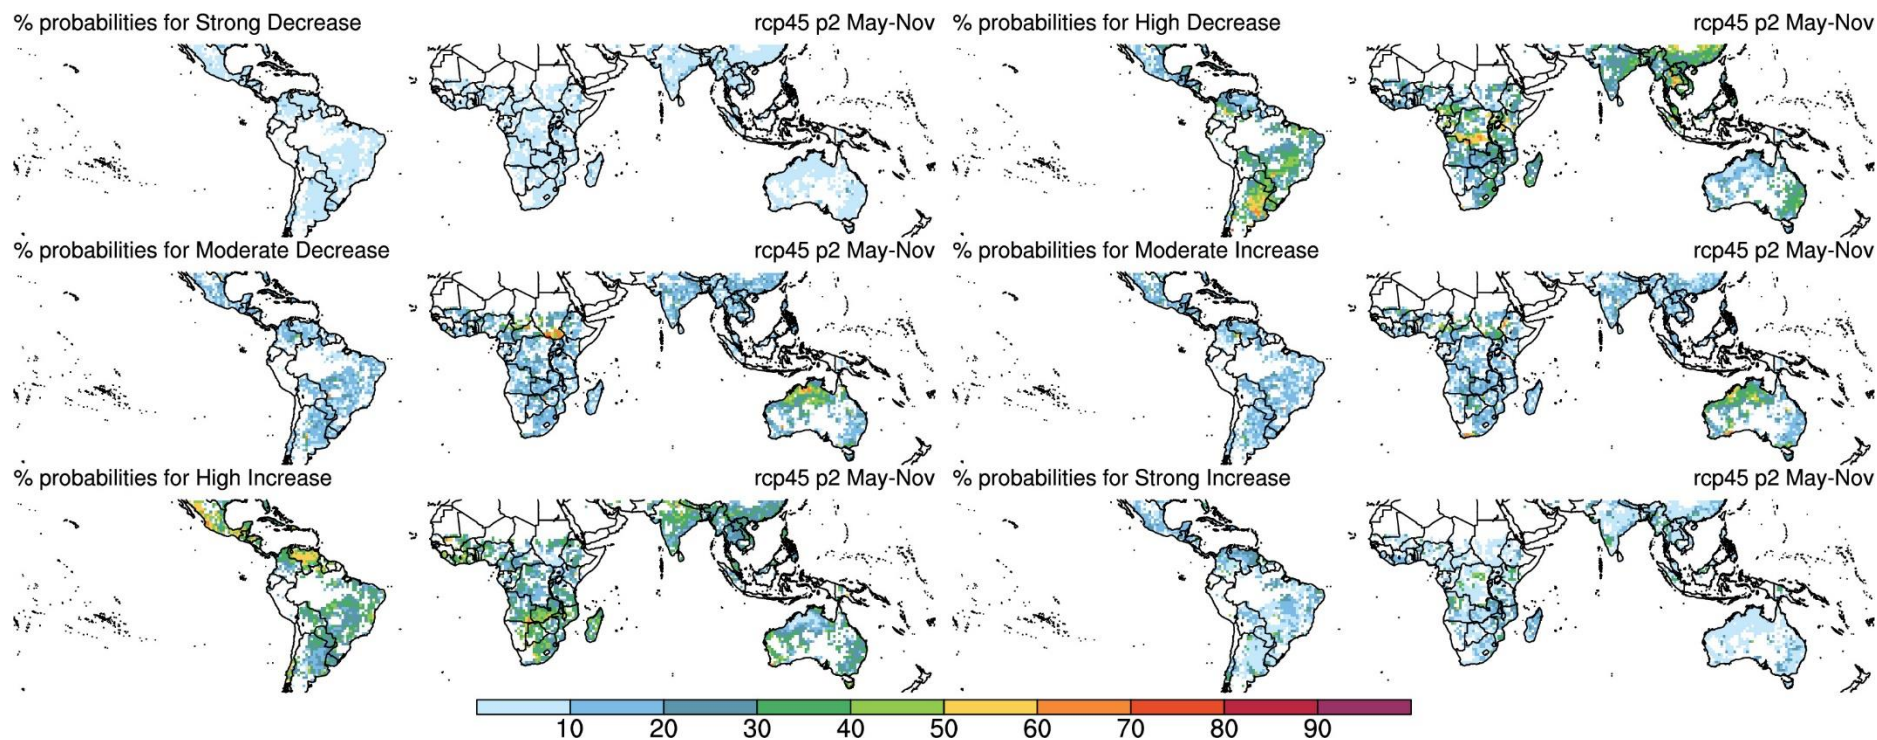 % probabilities for Strong Decrease rcp45 p2 May-Nov % probabilities for High Decrease rcp45 p2 May-Nov
% probabilities for Moderate Decrease rcp45 p2 May-Nov % probabilities for Moderate Increase rcp45 p2 May-Nov
% probabilities for High Increase rcp45 p2 May-Nov % probabilities for Strong Increase rcp45 p2 May-Nov
10 20 30 40 50 60 70 80 90